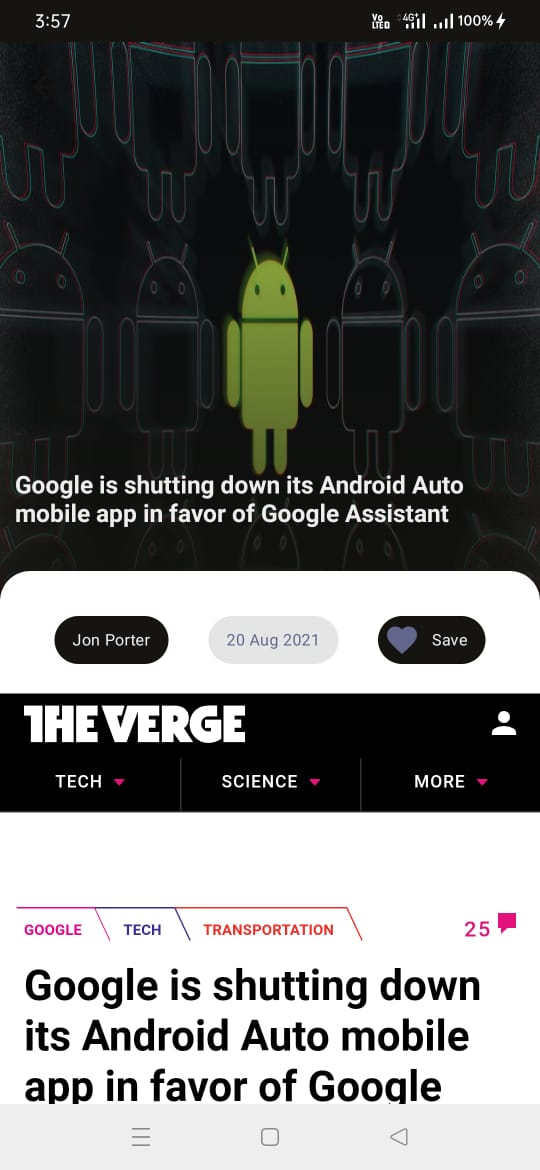 3:57
Vo LTED 4G+ 100%
Google is shutting down its Android Auto
mobile app in favor of Google Assistant
Jon Porter
20 Aug 2021
Save
THE VERGE
TECH
SCIENCE
MORE
GOOGLE
TECH
TRANSPORTATION
25
Google is shutting down
its Android Auto mobile
app in favor of Google